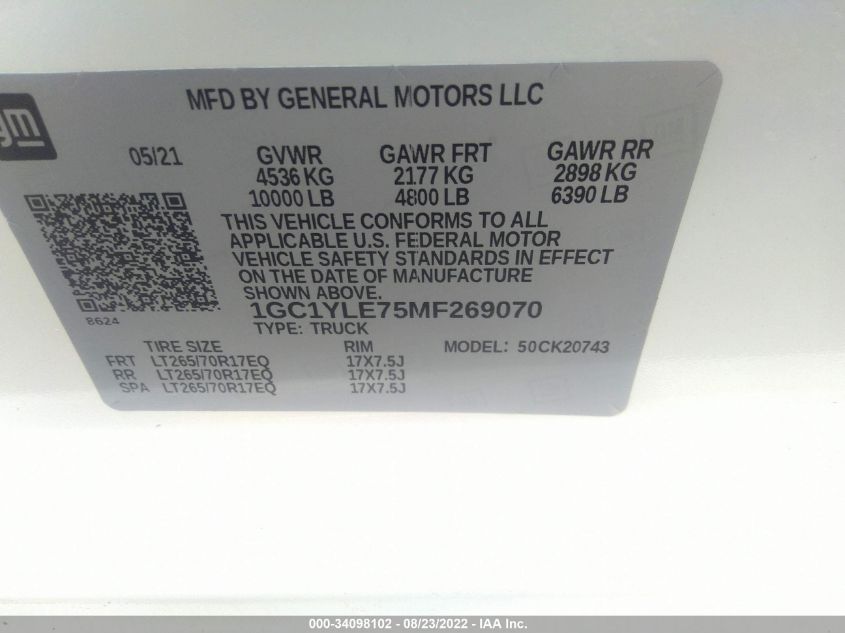 gm
MFD BY GENERAL MOTORS LLC
05/21 GVWR GAWR FRT GAWR RR
4536 KG 2177 KG 2898 KG
10000 LB 4800 LB 6390 LB
THIS VEHICLE CONFORMS TO ALL
APPLICABLE U.S. FEDERAL MOTOR
VEHICLE SAFETY STANDARDS IN EFFECT
ON THE DATE OF MANUFACTURE
SHOWN ABOVE.
1GC1YLE75MF269070
8624
TYPE: TRUCK
TIRE SIZE RIM MODEL: 50CK20743
FRT LT265/70R17EQ 17X7.5J
RR LT265/70R17EQ 17X7.5J
SPA LT265/70R17EQ 17X7.5J
000-34098102 - 08/23/2022 - IAA Inc.